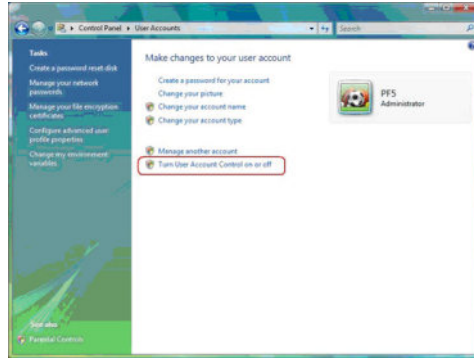 Control Panel
User Accounts
Search
Tasks
Create a password reset disk
Manage your network
passwords
Manage your file encryption
certificates
Configure advanced user
profile properties
Change my environment
variables
See also
Parental Controls
Make changes to your user account
Create a password for your account
Change your picture
Change your account name
Change your account type
Manage another account
Turn User Account Control on or off
PF5
Administrator